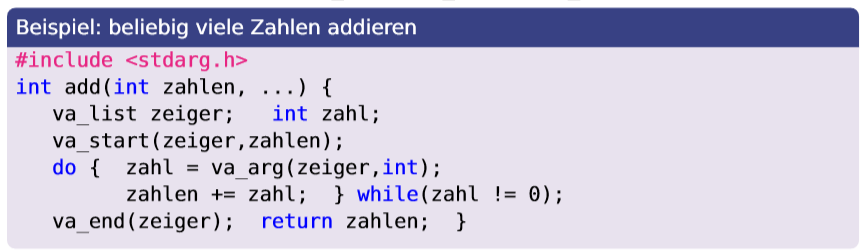 Beispiel: beliebig viele Zahlen addieren
#include <stdarg.h>
int add(int zahlen, ...) {
   va_list zeiger;   int zahl;
   va_start(zeiger,zahlen);
   do {  zahl = va_arg(zeiger,int);
         zahlen += zahl;  } while(zahl != 0);
   va_end(zeiger);  return zahlen;  }